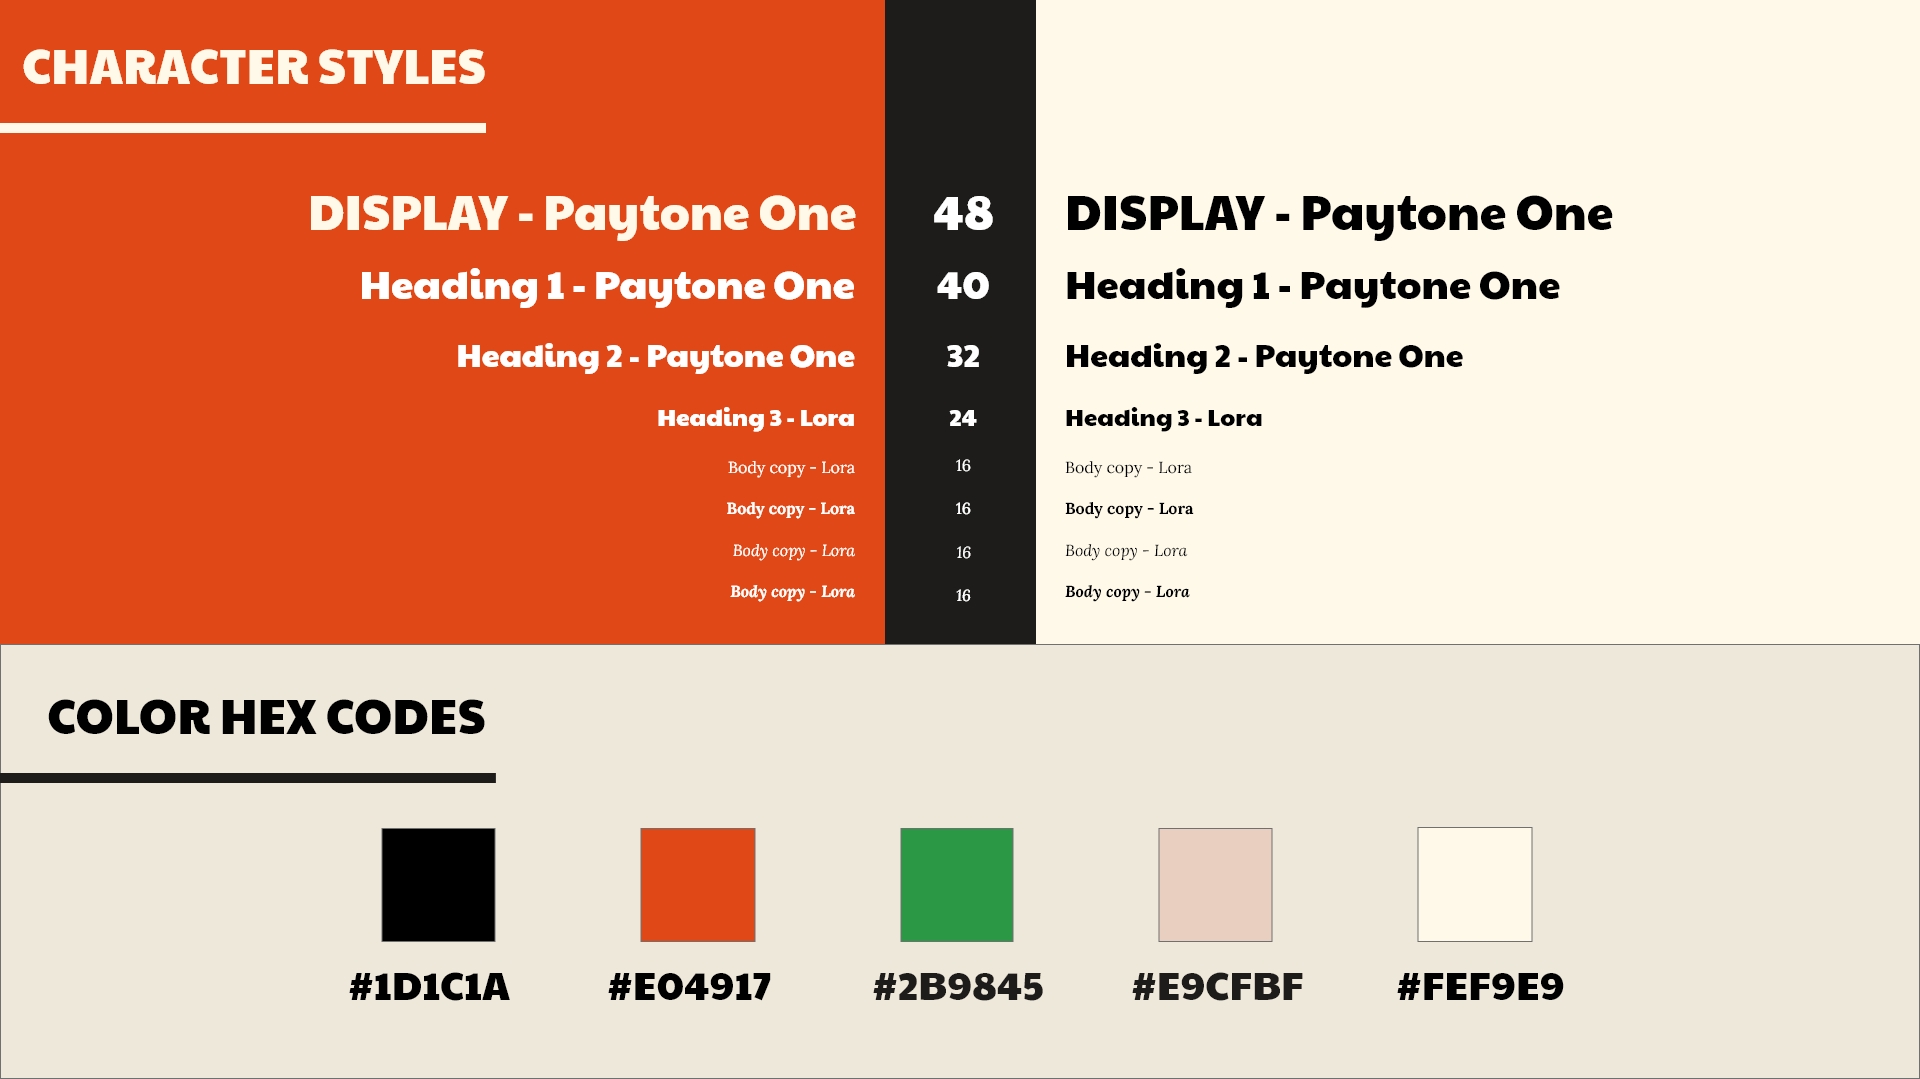 CHARACTER STYLES
DISPLAY - Paytone One 48 DISPLAY - Paytone One
Heading 1 - Paytone One 40 Heading 1 - Paytone One
Heading 2 - Paytone One 32 Heading 2 - Paytone One
Heading 3 - Lora 24 Heading 3 - Lora
Body copy - Lora 16 Body copy - Lora
Body copy - Lora 16 Body copy - Lora
Body copy - Lora 16 Body copy - Lora
Body copy - Lora 16 Body copy - Lora
COLOR HEX CODES
#1D1C1A #E04917 #2B9845 #E9CFBF #FEF9E9